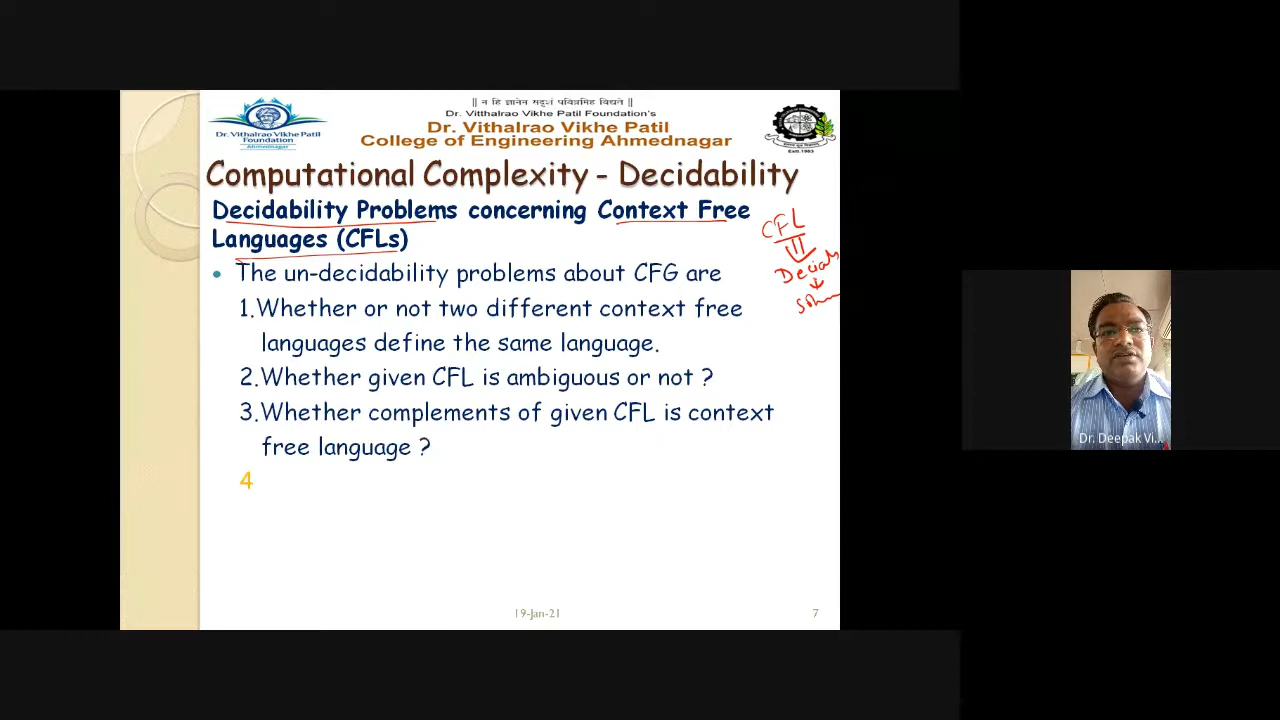 || न हि ज्ञानेन सदृशं पवित्रमिह विद्यते ||
Dr. Vitthalrao Vikhe Patil Foundation's
Dr. Vithalrao Vikhe Patil
College of Engineering Ahmednagar
Dr. Vithalrao Vikhe Patil
Foundation
Ahmednagar
Estd.1983
Computational Complexity - Decidability
Decidability Problems concerning Context Free
Languages (CFLs)
CFL
• The un-decidability problems about CFG are
1.Whether or not two different context free
languages define the same language.
2.Whether given CFL is ambiguous or not ?
3.Whether complements of given CFL is context
free language ?
4
19-Jan-21
7
Dr. Deepak Vi...